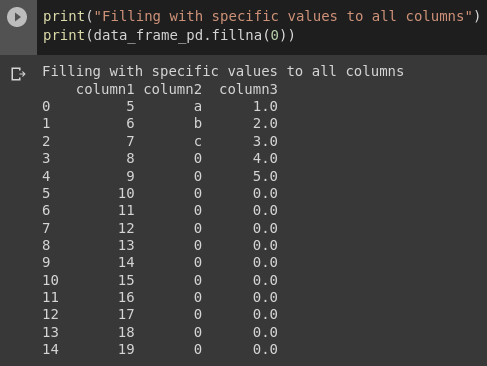 print("Filling with specific values to all columns")
print(data_frame_pd.fillna(0))
Filling with specific values to all columns
    column1 column2  column3
0         5       a      1.0
1         6       b      2.0
2         7       c      3.0
3         8       0      4.0
4         9       0      5.0
5        10       0      0.0
6        11       0      0.0
7        12       0      0.0
8        13       0      0.0
9        14       0      0.0
10       15       0      0.0
11       16       0      0.0
12       17       0      0.0
13       18       0      0.0
14       19       0      0.0